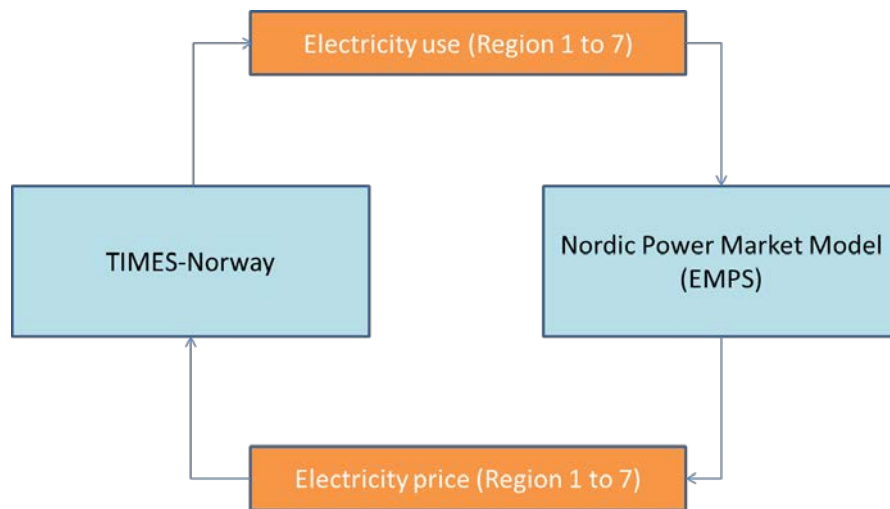 Electricity use (Region 1 to 7)
TIMES-Norway
Nordic Power Market Model
(EMPS)
Electricity price (Region 1 to 7)